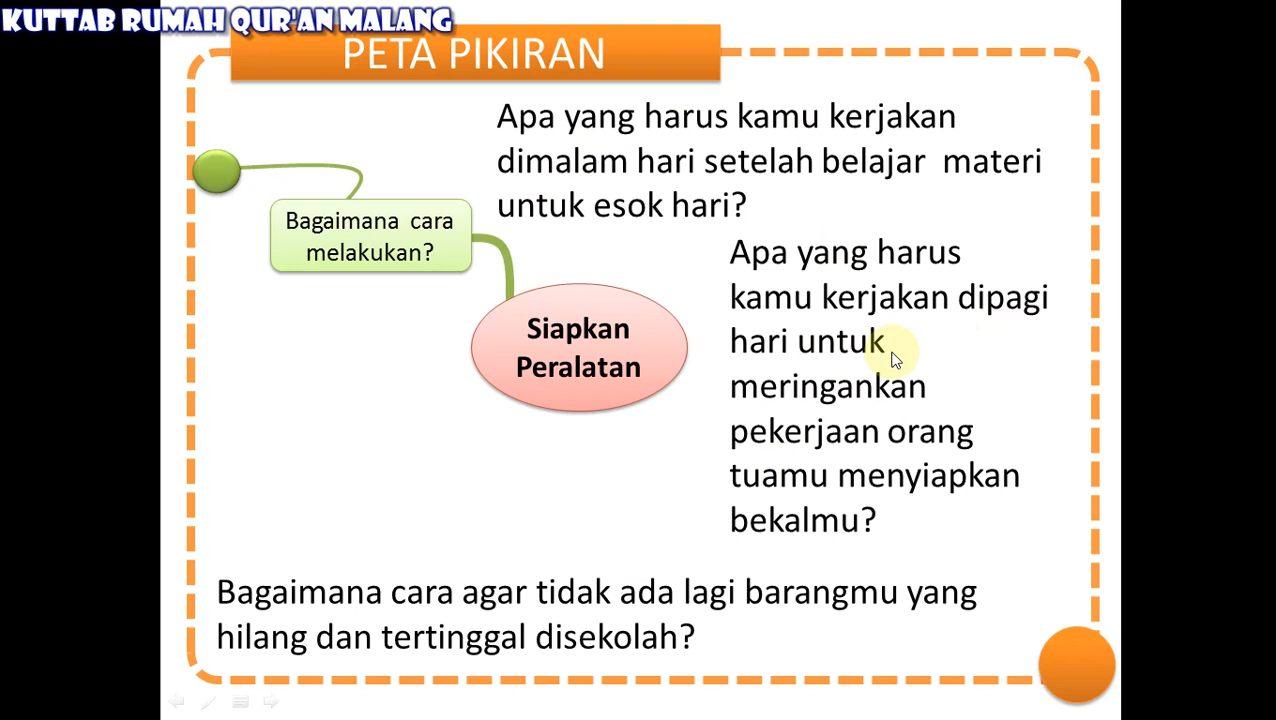 KUTTAB RUMAH QUR'AN MALANG
PETA PIKIRAN
Apa yang harus kamu kerjakan
dimalam hari setelah belajar materi
untuk esok hari?
Bagaimana cara
melakukan?
Siapkan
Peralatan
Apa yang harus
kamu kerjakan dipagi
hari untuk
meringankan
pekerjaan orang
tuamu menyiapkan
bekalmu?
Bagaimana cara agar tidak ada lagi barangmu yang
hilang dan tertinggal disekolah?